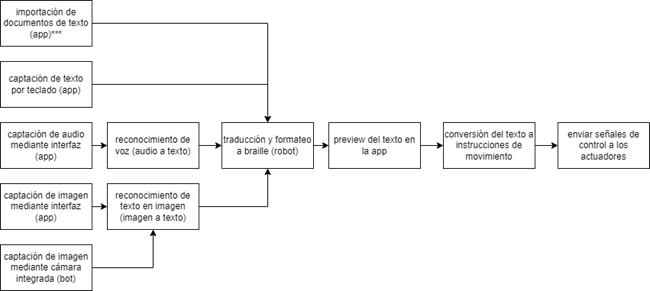 importación de
documentos de texto
(app)***
captación de texto
por teclado (app)
captación de audio
mediante interfaz
(app)
reconocimiento de
voz (audio a texto)
traducción y formateo
a braille (robot)
preview del texto en
la app
conversión del texto a
instrucciones de
movimiento
enviar señales de
control a los
actuadores
captación de imagen
mediante interfaz
(app)
reconocimiento de
texto en imagen
(imagen a texto)
captación de imagen
mediante cámara
integrada (bot)